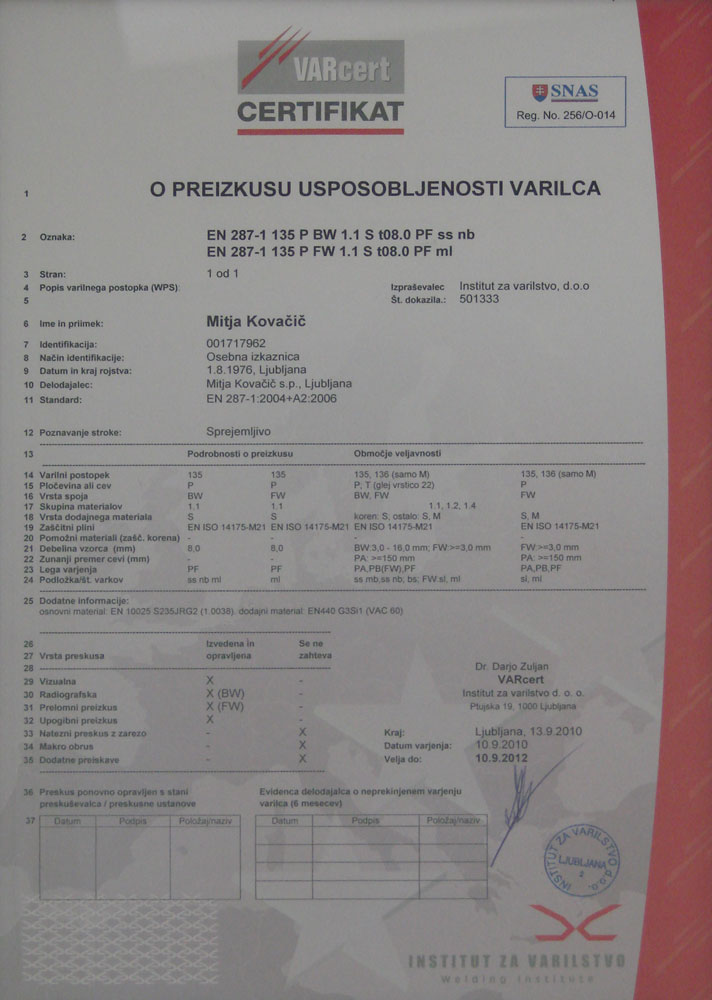 VARcert
CERTIFIKAT
SNAS
Reg. No. 256/O-014
1 O PREIZKUSU USPOSOBLJENOSTI VARILCA
2 Oznaka: EN 287-1 135 P BW 1.1 S t08.0 PF ss nb
EN 287-1 135 P FW 1.1 S t08.0 PF ml
3 Stran: 1 od 1
4 Popis varilnega postopka (WPS): Izpraševalec Institut za varilstvo, d.o.o
5 Št. dokazila.: 501333
6 Ime in priimek: Mitja Kovačič
7 Identifikacija: 001717962
8 Način identifikacije: Osebna izkaznica
9 Datum in kraj rojstva: 1.8.1976, Ljubljana
10 Delodajalec: Mitja Kovačič s.p., Ljubljana
11 Standard: EN 287-1:2004+A2:2006
12 Poznavanje stroke: Sprejemljivo
13 Podrobnosti o preizkusu Območje veljavnosti
14 Varilni postopek 135 135 135, 136 (samo M) 135, 136 (samo M)
15 Pločevina ali cev P P P, T (glej vrstico 22) P
16 Vrsta spoja BW FW BW, FW FW
17 Skupina materialov 1.1 1.1 1.1, 1.2, 1.4
18 Vrsta dodajnega materiala S S koren: S, ostalo: S, M S, M
19 Zaščitni plini EN ISO 14175-M21 EN ISO 14175-M21 EN ISO 14175-M21 EN ISO 14175-M21
20 Pomožni materiali (zašč. korena) - - - -
21 Debelina vzorca (mm) 8,0 8,0 BW:3,0 - 16,0 mm; FW:>=3,0 mm FW:>=3,0 mm
22 Zunanji premer cevi (mm) - - PA: >=150 mm PA: >=150 mm
23 Lega varjenja PF PF PA,PB(FW),PF PA,PB,PF
24 Podložka/št. varkov ss nb ml ml ss mb,ss nb; bs; FW:sl, ml sl, ml
25 Dodatne informacije:
osnovni material: EN 10025 S235JRG2 (1.0038). dodajni material: EN440 G3Si1 (VAC 60)
26 Izvedena in Se ne
27 Vrsta preskusa opravljena zahteva
28
29 Vizualna X -
30 Radiografska X (BW) -
31 Prelomni preizkus X (FW) -
32 Upogibni preizkus X -
33 Natezni preskus z zarezo - X
34 Makro obrus - X
35 Dodatne preiskave - X
Dr. Darjo Zuljan
VARcert
Institut za varilstvo d. o. o.
Ptujska 19, 1000 Ljubljana
Kraj: Ljubljana, 13.9.2010
Datum varjenja: 10.9.2010
Velja do: 10.9.2012
36 Preskus ponovno opravljen s stani
preskuševalca / preskusne ustanove
Evidenca delodajalca o neprekinjenem varjenju
varilca (6 mesecev)
37 Datum Podpis Položaj/naziv Datum Podpis Položaj/naziv
INSTITUT ZA VARILSTVO d.o.o.
LJUBLJANA
2
INSTITUT ZA VARILSTVO
Welding Institute